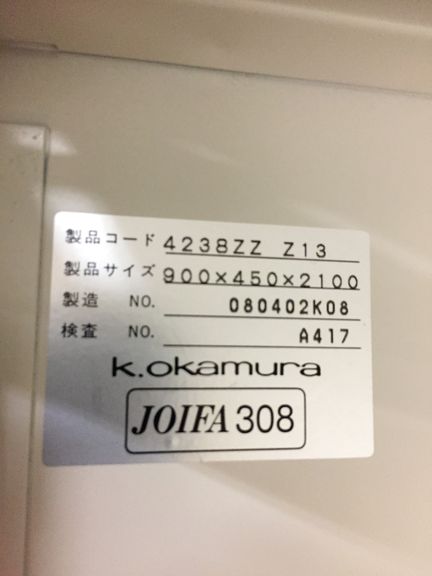 製品コード 4238ZZ Z13
製品サイズ 900×450×2100
製造 NO. 080402K08
検査 NO. A417
k.okamura
JOIFA 308